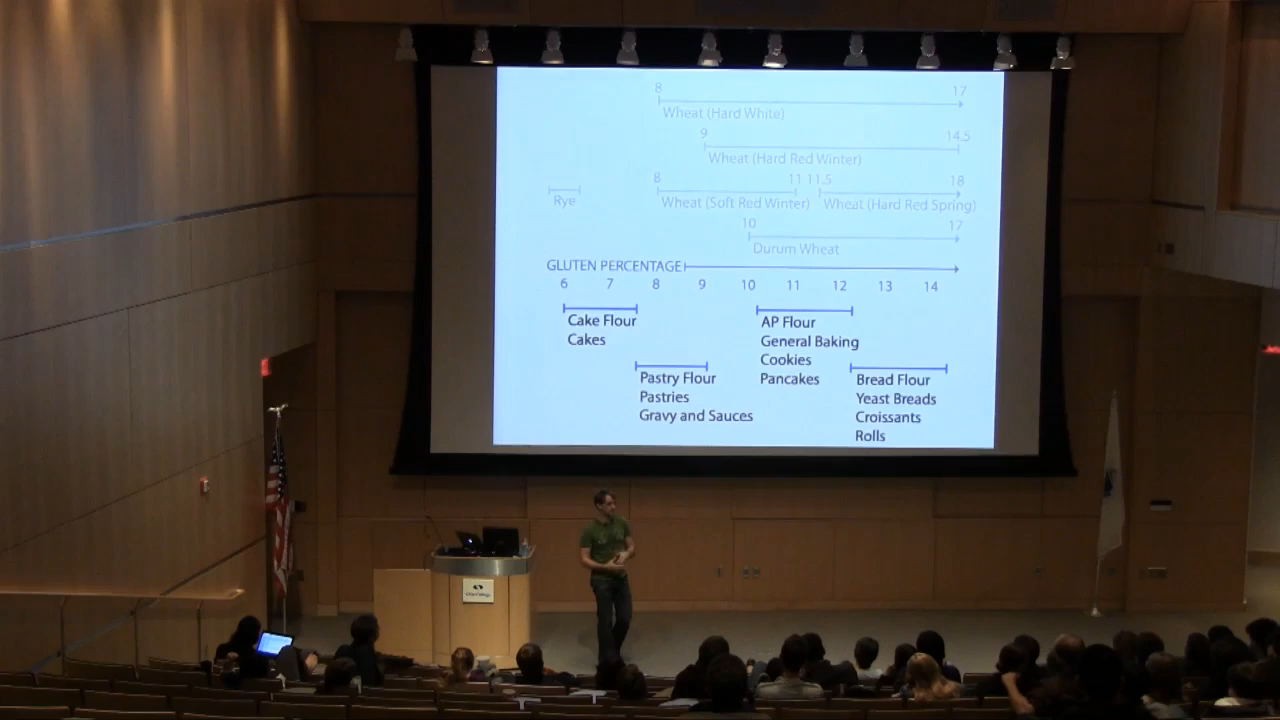 8 17
Wheat (Hard White)
9 14.5
Wheat (Hard Red Winter)
8 11 11.5 18
Rye Wheat (Soft Red Winter) Wheat (Hard Red Spring)
10 17
Durum Wheat
GLUTEN PERCENTAGE
6 7 8 9 10 11 12 13 14
Cake Flour
Cakes
AP Flour
General Baking
Cookies
Pancakes
Pastry Flour
Pastries
Gravy and Sauces
Bread Flour
Yeast Breads
Croissants
Rolls